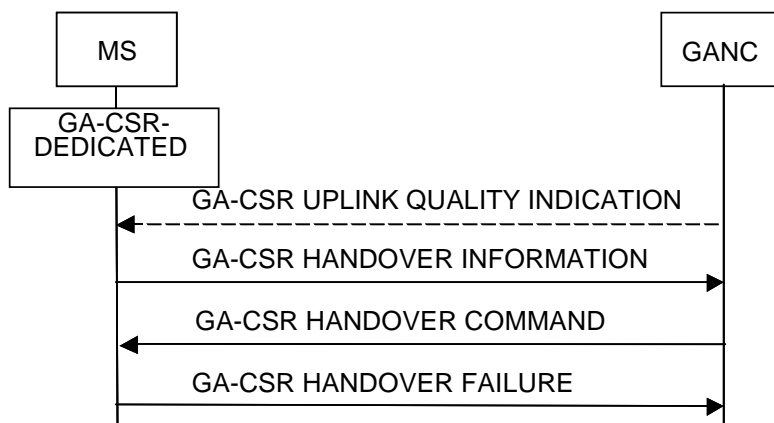 MS
GANC
GA-CSR-
DEDICATED
GA-CSR UPLINK QUALITY INDICATION
GA-CSR HANDOVER INFORMATION
GA-CSR HANDOVER COMMAND
GA-CSR HANDOVER FAILURE